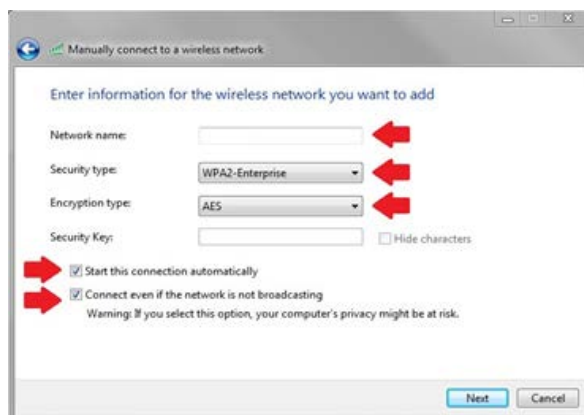 Manually connect to a wireless network
Enter information for the wireless network you want to add
Network name:
Security type: WPA2-Enterprise
Encryption type: AES
Security Key: Hide characters
Start this connection automatically
Connect even if the network is not broadcasting
Warning: If you select this option, your computer's privacy might be at risk.
Next Cancel